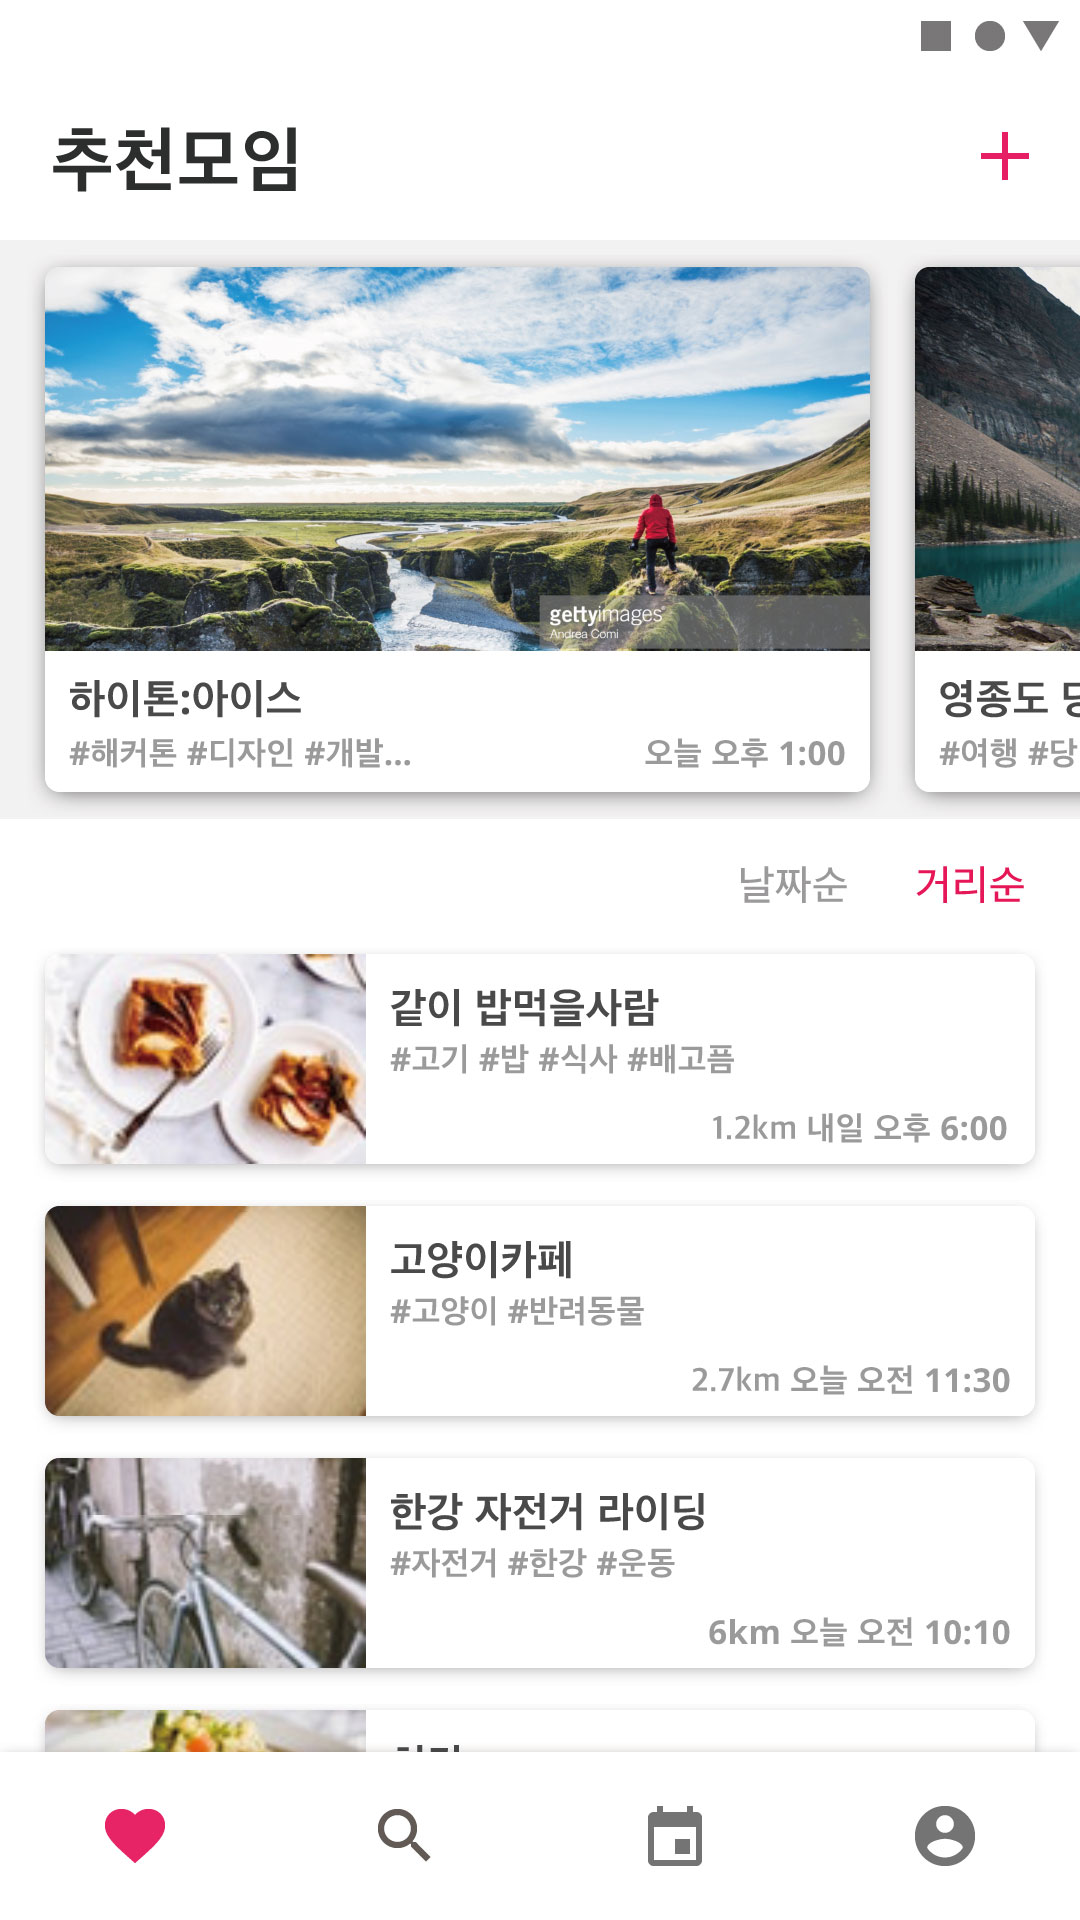 추천모임
gettyimages
Andrea Comi
하이톤:아이스
#해커톤 #디자인 #개발...
오늘 오후 1:00
영종도
#여행 #당
날짜순
거리순
같이 밥먹을사람
#고기 #밥 #식사 #배고픔
1.2km 내일 오후 6:00
고양이카페
#고양이 #반려동물
2.7km 오늘 오전 11:30
한강 자전거 라이딩
#자전거 #한강 #운동
6km 오늘 오전 10:10